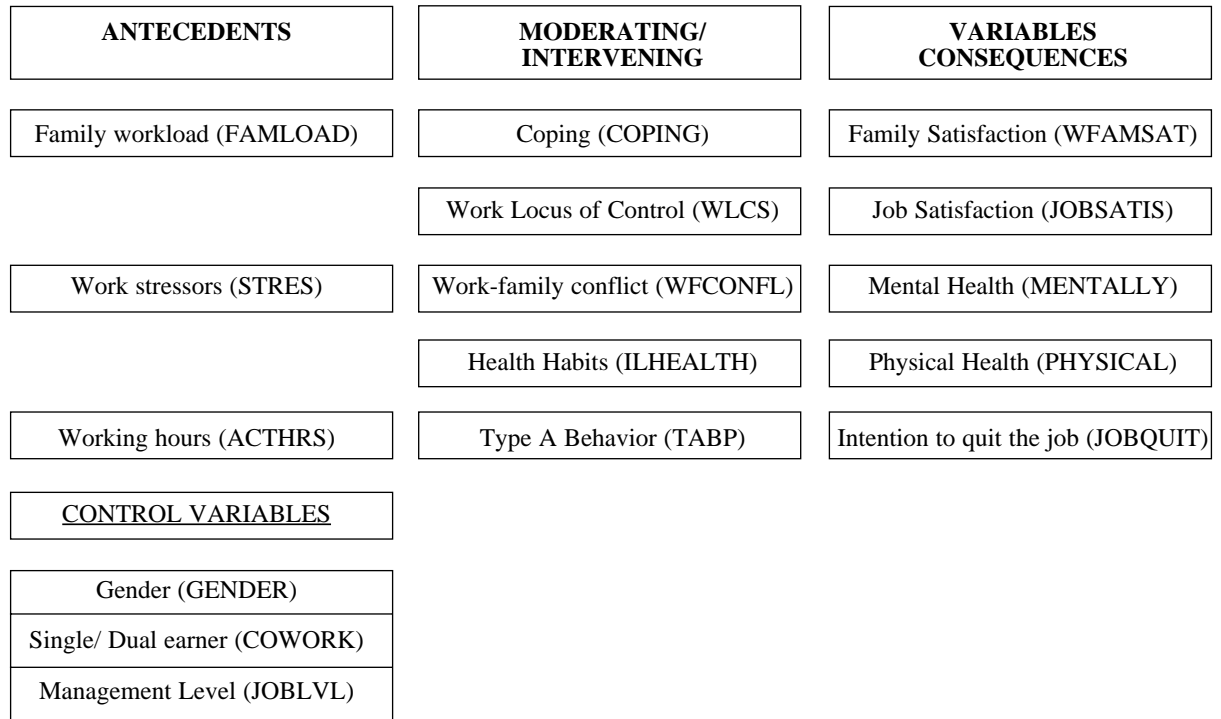 ANTECEDENTS
MODERATING/
INTERVENING
VARIABLES
CONSEQUENCES
Family workload (FAMLOAD)
Coping (COPING)
Family Satisfaction (WFAMSAT)
Work Locus of Control (WLCS)
Job Satisfaction (JOBSATIS)
Work stressors (STRES)
Work-family conflict (WFCONFL)
Mental Health (MENTALLY)
Health Habits (ILHEALTH)
Physical Health (PHYSICAL)
Working hours (ACTHRS)
Type A Behavior (TABP)
Intention to quit the job (JOBQUIT)
CONTROL VARIABLES
Gender (GENDER)
Single/ Dual earner (COWORK)
Management Level (JOBLVL)